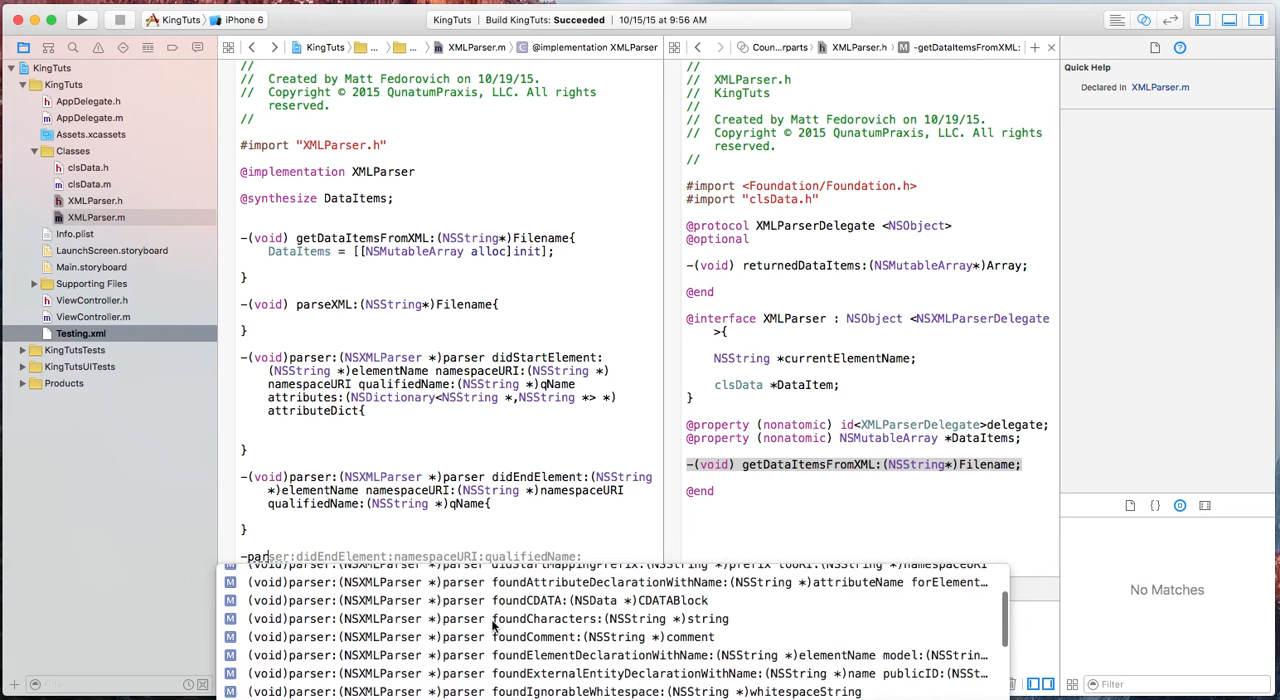 KingTuts
iPhone 6
KingTuts
Build KingTuts: Succeeded
10/15/15 at 9:56 AM
KingTuts
...
...
XMLParser.m
@implementation XMLParser
Coun...rparts
XMLParser.h
-getDataItemsFromXML:
KingTuts
KingTuts
AppDelegate.h
AppDelegate.m
Assets.xcassets
Classes
clsData.h
clsData.m
XMLParser.h
XMLParser.m
Info.plist
LaunchScreen.storyboard
Main.storyboard
Supporting Files
ViewController.h
ViewController.m
Testing.xml
KingTutsTests
KingTutsUITests
Products
//
//  Created by Matt Fedorovich on 10/19/15.
//  Copyright © 2015 QunatumPraxis, LLC. All rights
reserved.
//
#import "XMLParser.h"
@implementation XMLParser
@synthesize DataItems;
-(void) getDataItemsFromXML:(NSString*)Filename{
DataItems = [[NSMutableArray alloc]init];
}
-(void) parseXML:(NSString*)Filename{
}
-(void)parser:(NSXMLParser *)parser didStartElement:
(NSString *)elementName namespaceURI:(NSString *)
namespaceURI qualifiedName:(NSString *)qName
attributes:(NSDictionary<NSString *,NSString *> *)
attributeDict{
}
-(void)parser:(NSXMLParser *)parser didEndElement:(NSString
*)elementName namespaceURI:(NSString *)namespaceURI
qualifiedName:(NSString *)qName{
}
-parser:didEndElement:namespaceURI:qualifiedName:
(void)parser:(NSXMLParser *)parser didStartMappingPrefix:(NSString *)prefix toURI:(NSString *)namespaceURI
M (void)parser:(NSXMLParser *)parser foundAttributeDeclarationWithName:(NSString *)attributeName forElement...
M (void)parser:(NSXMLParser *)parser foundCDATA:(NSData *)CDATABlock
M (void)parser:(NSXMLParser *)parser foundCharacters:(NSString *)string
M (void)parser:(NSXMLParser *)parser foundComment:(NSString *)comment
M (void)parser:(NSXMLParser *)parser foundElementDeclarationWithName:(NSString *)elementName model:(NSStrin...
M (void)parser:(NSXMLParser *)parser foundExternalEntityDeclarationWithName:(NSString *)name publicID:(NSSt...
M (void)parser:(NSXMLParser *)parser foundIgnorableWhitespace:(NSString *)whitespaceString
//
//  XMLParser.h
//  KingTuts
//
//  Created by Matt Fedorovich on 10/19/15.
//  Copyright © 2015 QunatumPraxis, LLC. All rights
reserved.
//
#import <Foundation/Foundation.h>
#import "clsData.h"
@protocol XMLParserDelegate <NSObject>
@optional
-(void) returnedDataItems:(NSMutableArray*)Array;
@end
@interface XMLParser : NSObject <NSXMLParserDelegate
>{
NSString *currentElementName;
clsData *DataItem;
}
@property (nonatomic) id<XMLParserDelegate>delegate;
@property (nonatomic) NSMutableArray *DataItems;
-(void) getDataItemsFromXML:(NSString*)Filename;
@end
Quick Help
Declared In XMLParser.m
No Matches
Filter